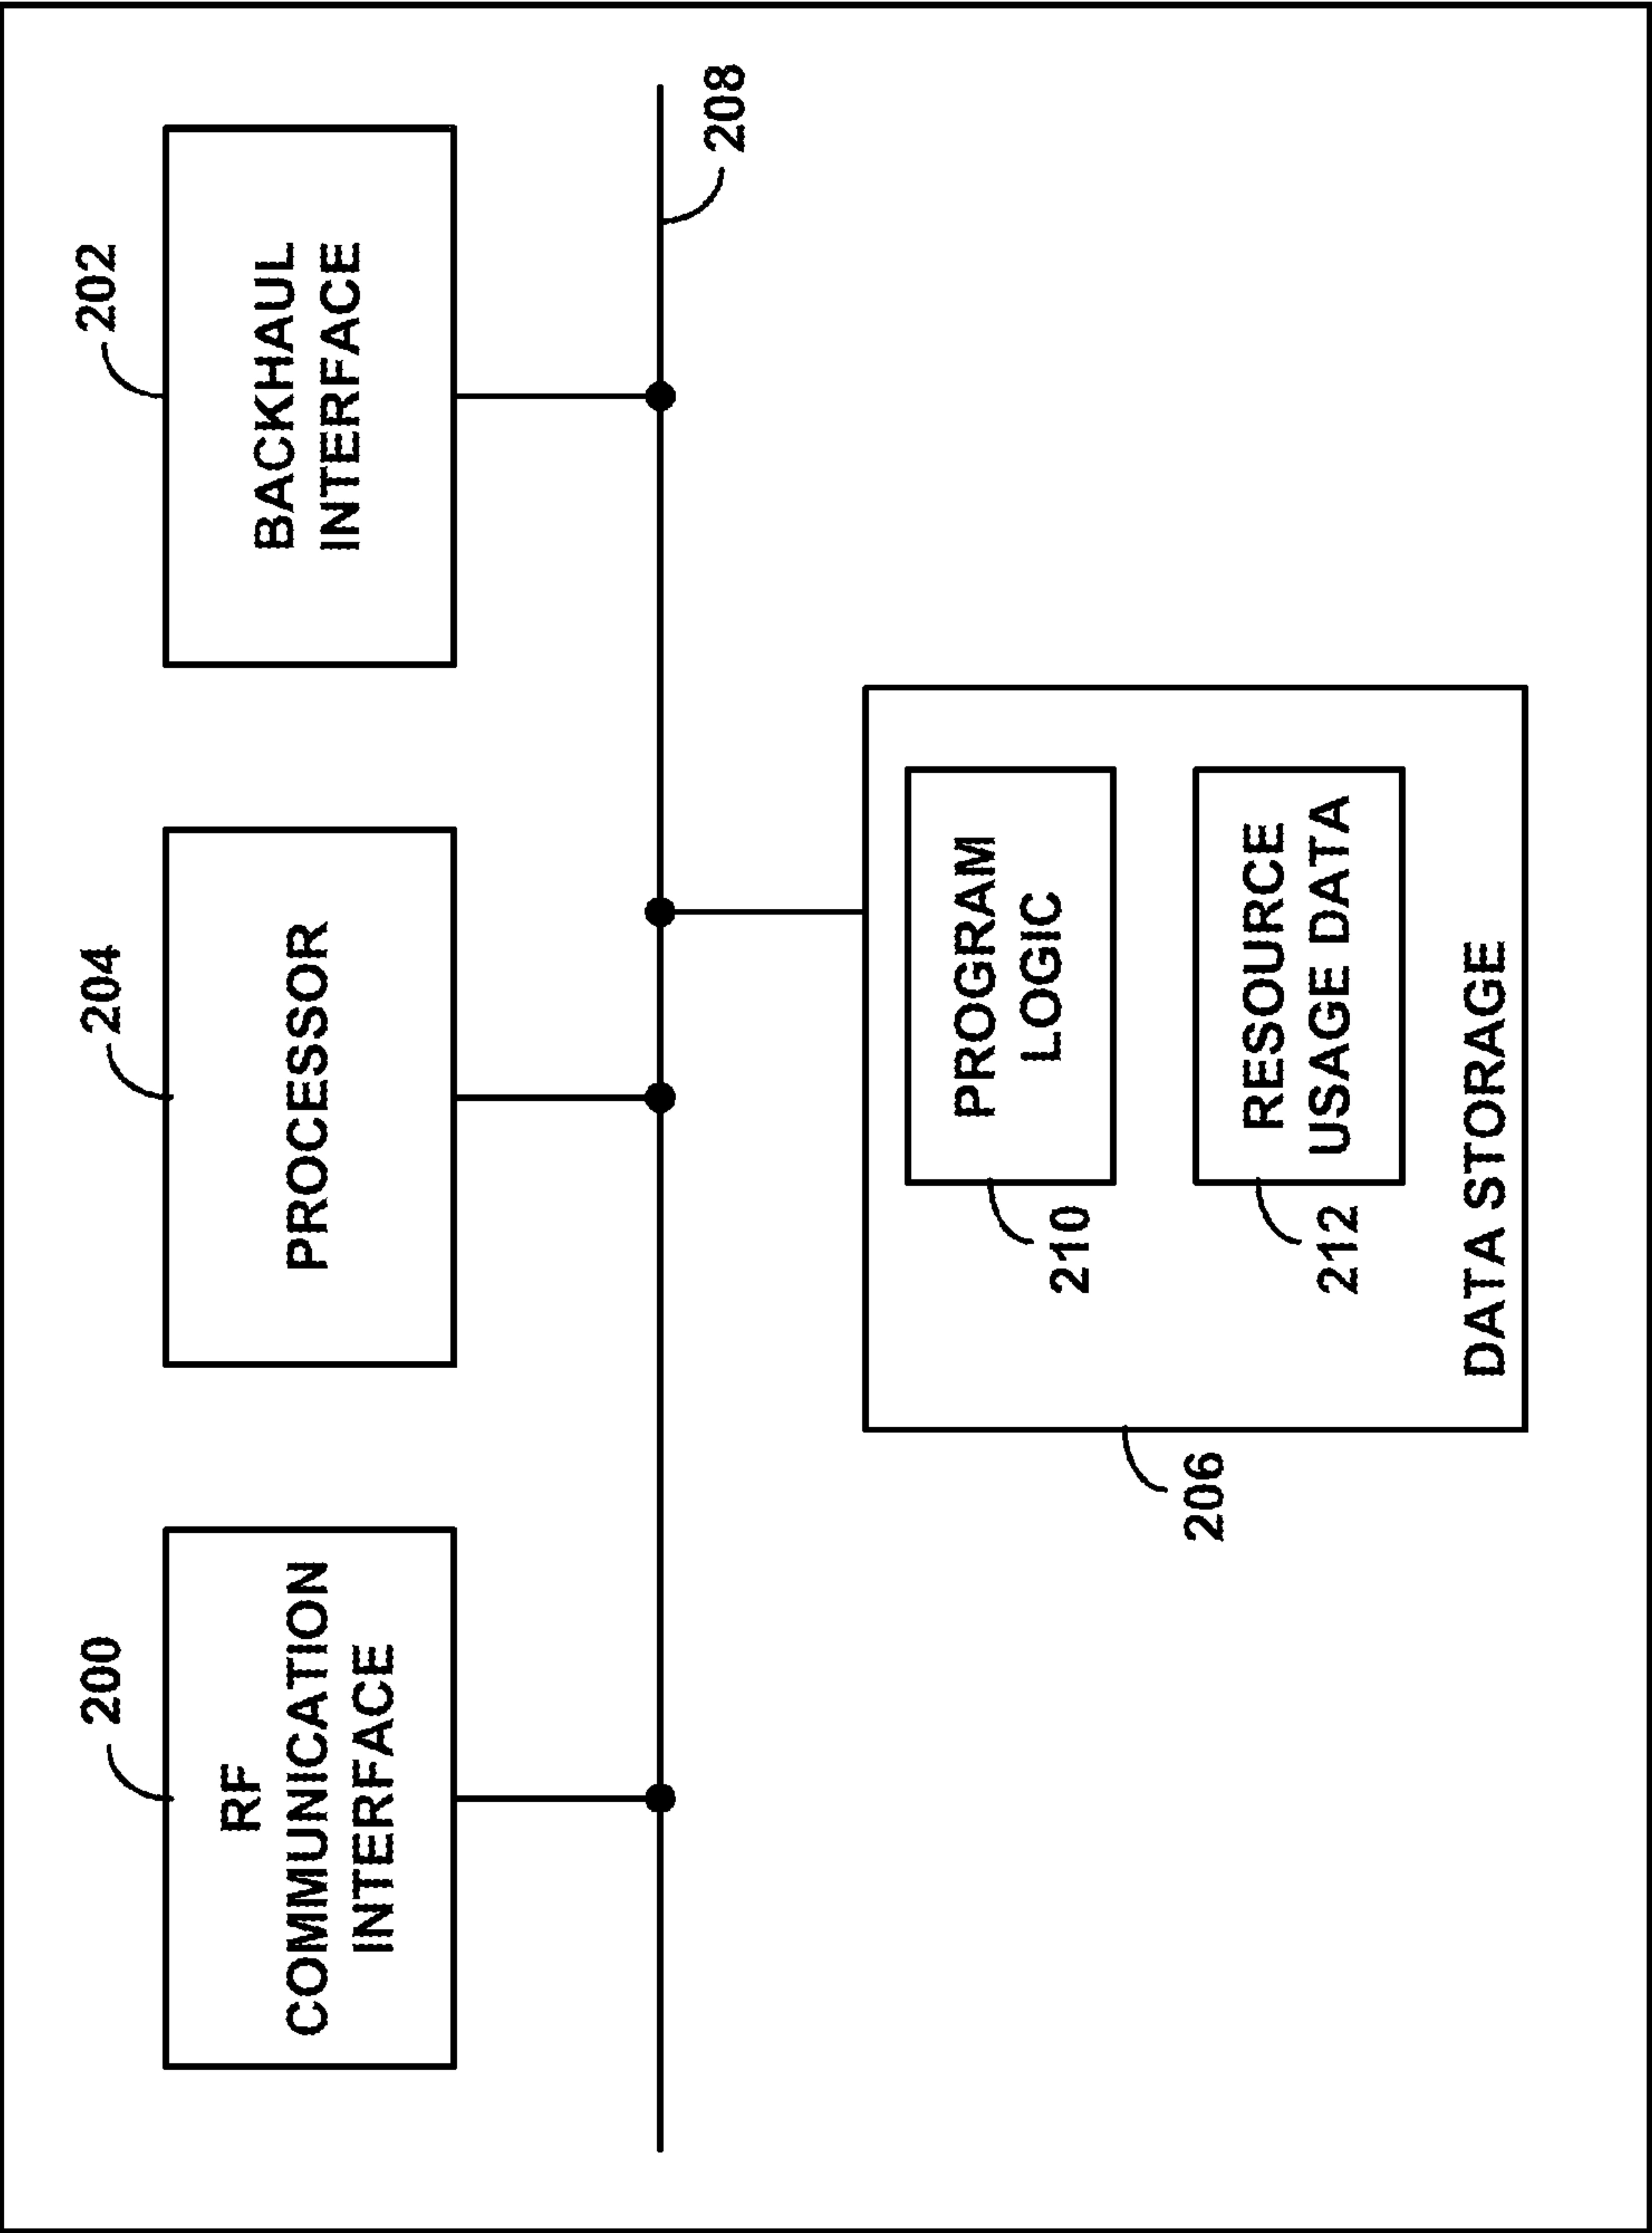 200
RF
COMMUNICATION
INTERFACE
204
PROCESSOR
202
BACKHAUL
INTERFACE
208
210
PROGRAM
LOGIC
212
RESOURCE
USAGE DATA
206
DATA STORAGE